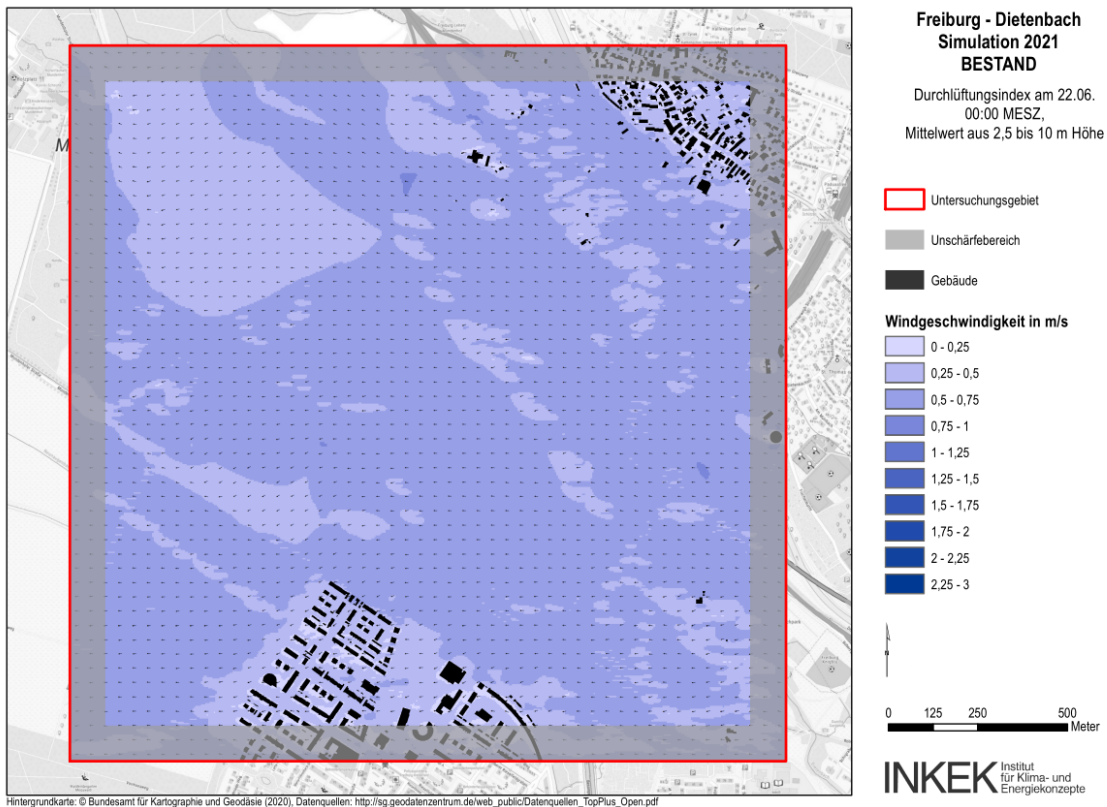 Freiburg - Dietenbach
Simulation 2021
BESTAND
Durchlüftungsindex am 22.06.
00:00 MESZ,
Mittelwert aus 2,5 bis 10 m Höhe
Untersuchungsgebiet
Unschärfebereich
Gebäude
Windgeschwindigkeit in m/s
0 - 0,25
0,25 - 0,5
0,5 - 0,75
0,75 - 1
1 - 1,25
1,25 - 1,5
1,5 - 1,75
1,75 - 2
2 - 2,25
2,25 - 3
N
0 125 250 500
Meter
INKEK Institut
für Klima- und
Energiekonzepte
M
Hintergrundkarte: © Bundesamt für Kartographie und Geodäsie (2020), Datenquellen: http://sg.geodatenzentrum.de/web_public/Datenquellen_TopPlus_Open.pdf